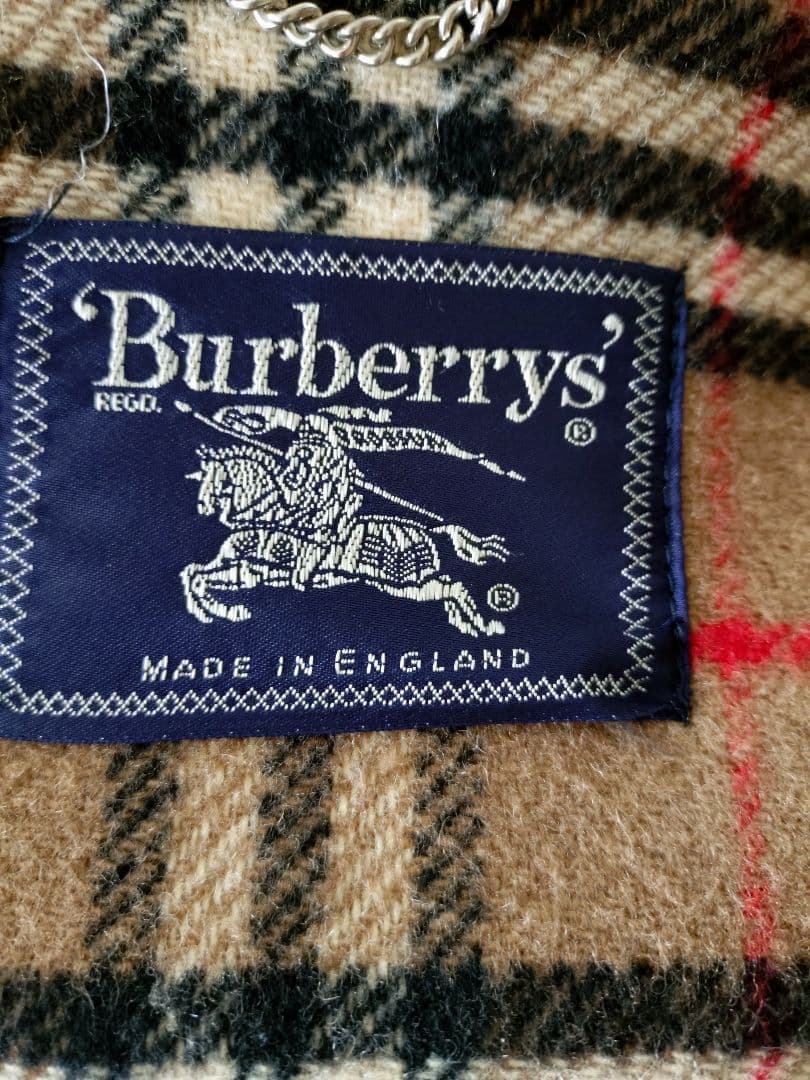 ‘Burberrys’
REGD. ®
®
MADE IN ENGLAND